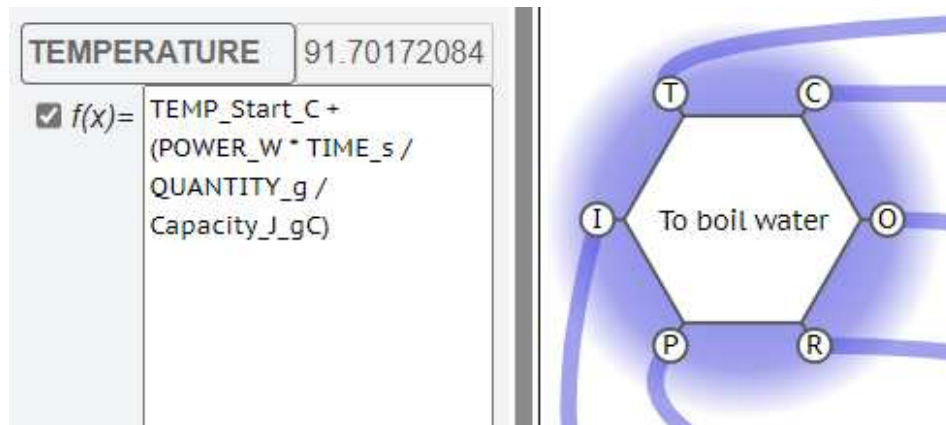 TEMPERATURE 91.70172084
f(x)= TEMP_Start_C +
(POWER_W * TIME_s /
QUANTITY_g /
Capacity_J_gC)
T C
I To boil water O
P R